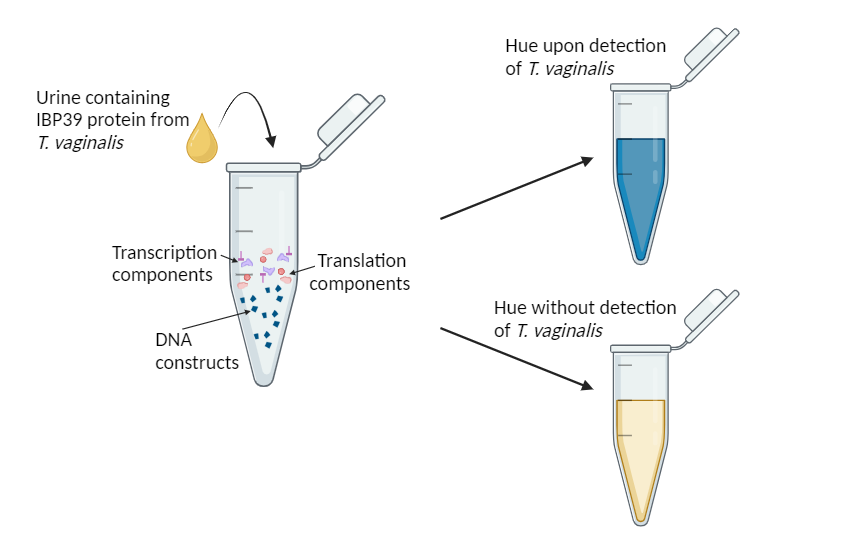 Hue upon detection
of T. vaginalis
Urine containing
IBP39 protein from
T. vaginalis
Transcription
components
Translation
components
DNA
constructs
Hue without detection
of T. vaginalis